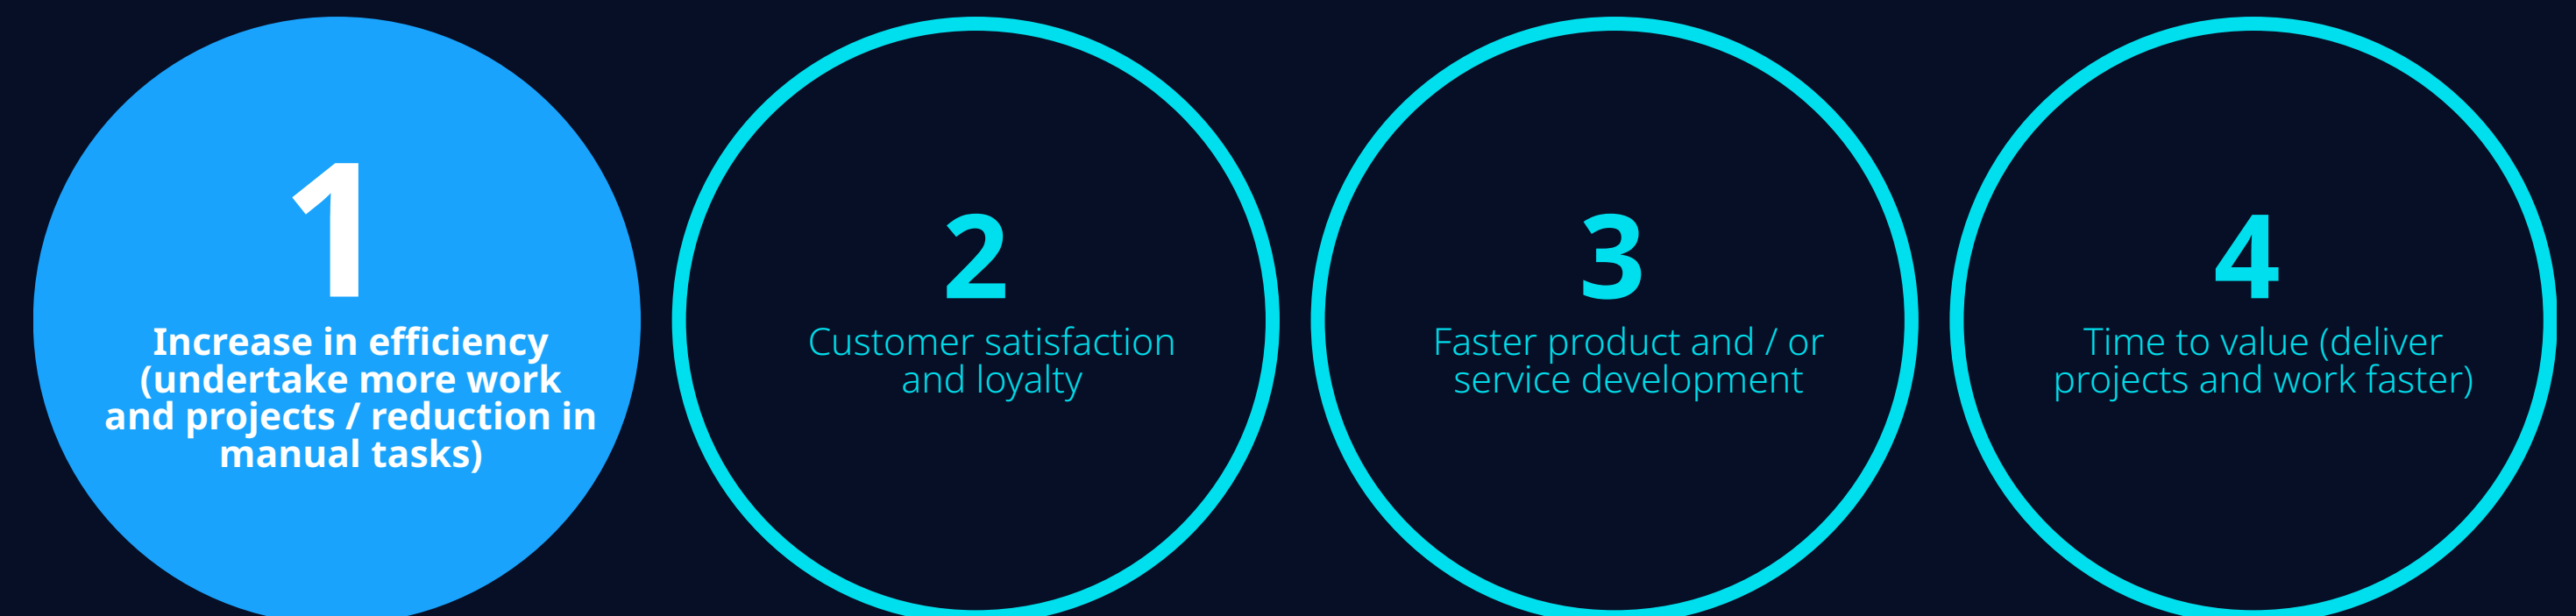 1
Increase in efficiency
(undertake more work
and projects / reduction in
manual tasks)
2
Customer satisfaction
and loyalty
3
Faster product and / or
service development
4
Time to value (deliver
projects and work faster)